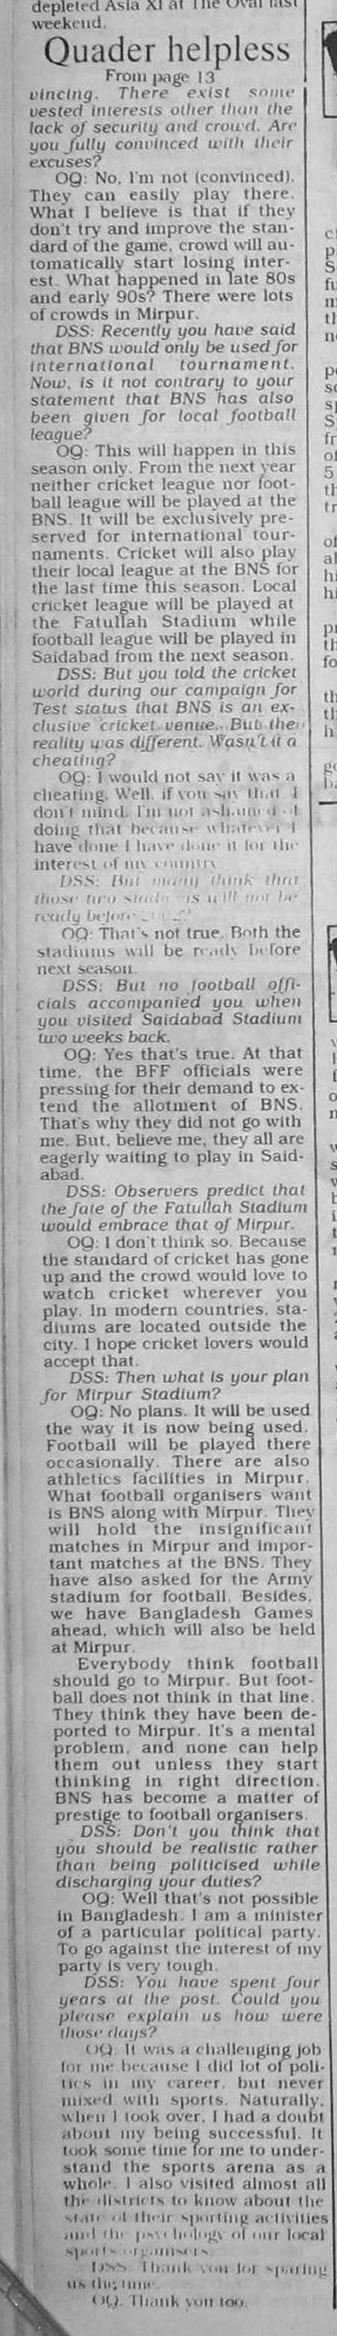 depleted Asia XI at The Oval last
weekend.
Quader helpless
From page 13
vincing. There exist some
vested interests other than the
lack of security and crowd. Are
you fully convinced with their
excuses?
OQ: No, I'm not (convinced).
They can easily play there.
What I believe is that if they
don't try and improve the stan-
dard of the game, crowd will au-
tomatically start losing inter-
est. What happened in late 80s
and early 90s? There were lots
of crowds in Mirpur.
DSS: Recently you have said
that BNS would only be used for
international tournament.
Now, is it not contrary to your
statement that BNS has also
been given for local football
league?
OQ: This will happen in this
season only. From the next year
neither cricket league nor foot-
ball league will be played at the
BNS. It will be exclusively pre-
served for international tour-
naments. Cricket will also play
their local league at the BNS for
the last time this season. Local
cricket league will be played at
the Fatullah Stadium while
football league will be played in
Saidabad from the next season.
DSS: But you told the cricket
world during our campaign for
Test status that BNS is an ex-
clusive cricket venue. But the
reality was different. Wasn't it a
cheating?
OQ: I would not say it was a
cheating. Well, if you say that I
don't mind. I'm not ashamed of
doing that because whatever I
have done I have done it for the
interest of my country.
DSS: But many think that
those two will not be
ready before
OQ: That's not true. Both the
stadiums will be ready before
next season.
DSS: But no football offi-
cials accompanied you when
you visited Saidabad Stadium
two weeks back.
OQ: Yes that's true. At that
time, the BFF officials were
pressing for their demand to ex-
tend the allotment of BNS.
That's why they did not go with
me. But, believe me, they all are
eagerly waiting to play in Said-
abad.
DSS: Observers predict that
the fate of the Fatullah Stadium
would embrace that of Mirpur.
OQ: I don't think so. Because
the standard of cricket has gone
up and the crowd would love to
watch cricket wherever you
play. In modern countries, sta-
diums are located outside the
city. I hope cricket lovers would
accept that.
DSS: Then what is your plan
for Mirpur Stadium?
OQ: No plans. It will be used
the way it is now being used.
Football will be played there
occasionally. There are also
athletics facilities in Mirpur.
What football organisers want
is BNS along with Mirpur. They
will hold the insignificant
matches in Mirpur and impor-
tant matches at the BNS. They
have also asked for the Army
stadium for football. Besides,
we have Bangladesh Games
ahead, which will also be held
at Mirpur.
Everybody think football
should go to Mirpur. But foot-
ball does not think in that line.
They think they have been de-
ported to Mirpur. It's a mental
problem, and none can help
them out unless they start
thinking in right direction.
BNS has become a matter of
prestige to football organisers.
DSS: Don't you think that
you should be realistic rather
than being politicised while
discharging your duties?
OQ: Well that's not possible
in Bangladesh. I am a minister
of a particular political party.
To go against the interest of my
party is very tough.
DSS: You have spent four
years at the post. Could you
please explain us how were
those days?
OQ: It was a challenging job
for me because I did lot of poli-
tics in my career, but never
mixed with sports. Naturally,
when I took over, I had a doubt
about my being successful. It
took some time for me to under-
stand the sports arena as a
whole. I also visited almost all
the districts to know about the
state of their sporting activities
and the psychology of our local
sports organisers.
DSS: Thank you for sparing
us the time.
OQ: Thank you too.